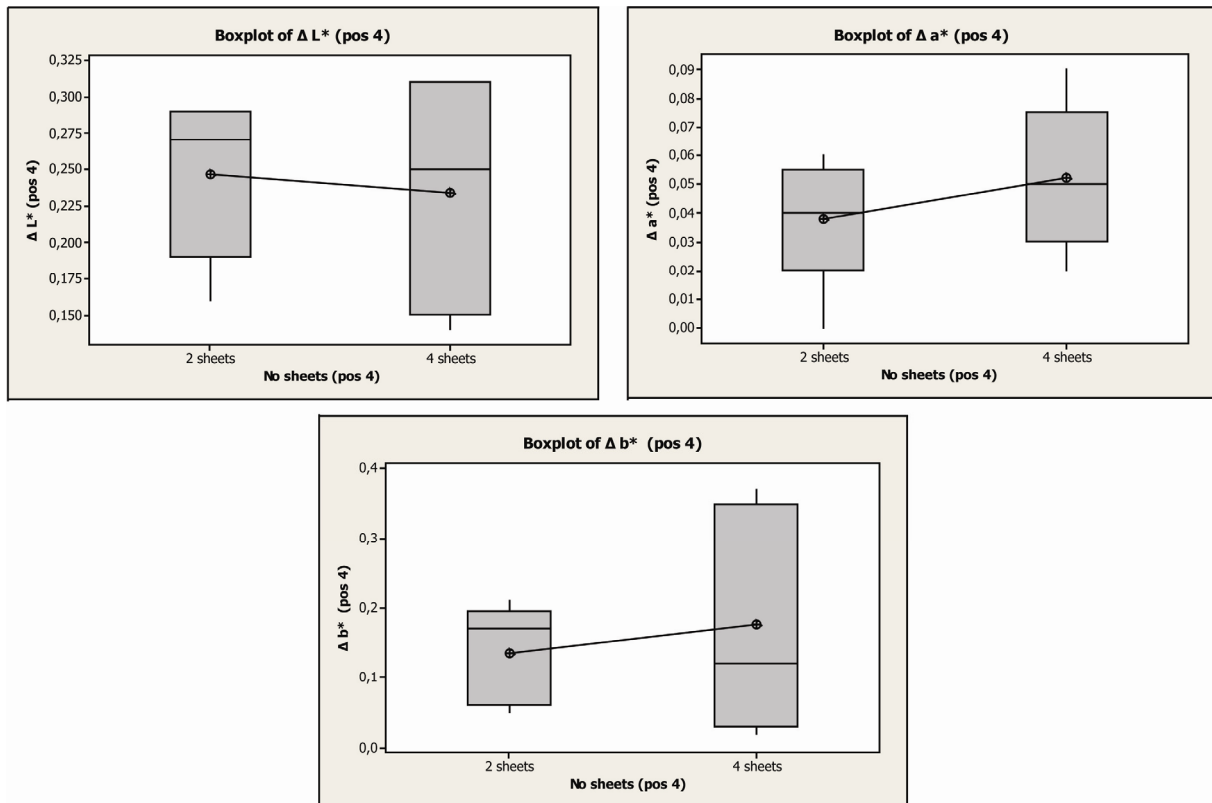 Boxplot of Δ L* (pos 4)
Δ L* (pos 4)
0,325
0,300
0,275
0,250
0,225
0,200
0,175
0,150
2 sheets
4 sheets
No sheets (pos 4)
Boxplot of Δ a* (pos 4)
Δ a* (pos 4)
0,09
0,08
0,07
0,06
0,05
0,04
0,03
0,02
0,01
0,00
2 sheets
4 sheets
No sheets (pos 4)
Boxplot of Δ b* (pos 4)
Δ b* (pos 4)
0,4
0,3
0,2
0,1
0,0
2 sheets
4 sheets
No sheets (pos 4)